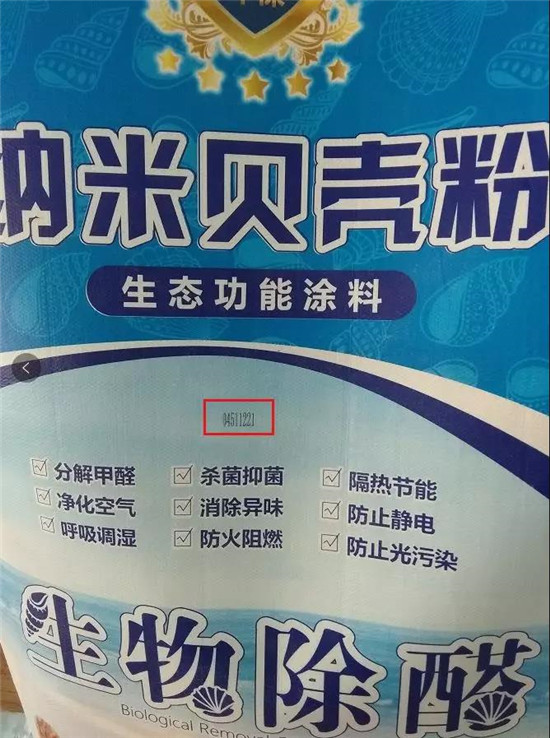 纳米贝壳粉
生态功能涂料
04511221
分解甲醛 杀菌抑菌 隔热节能
净化空气 消除异味 防止静电
呼吸调湿 防火阻燃 防止光污染
生物除醛
Biological Removal